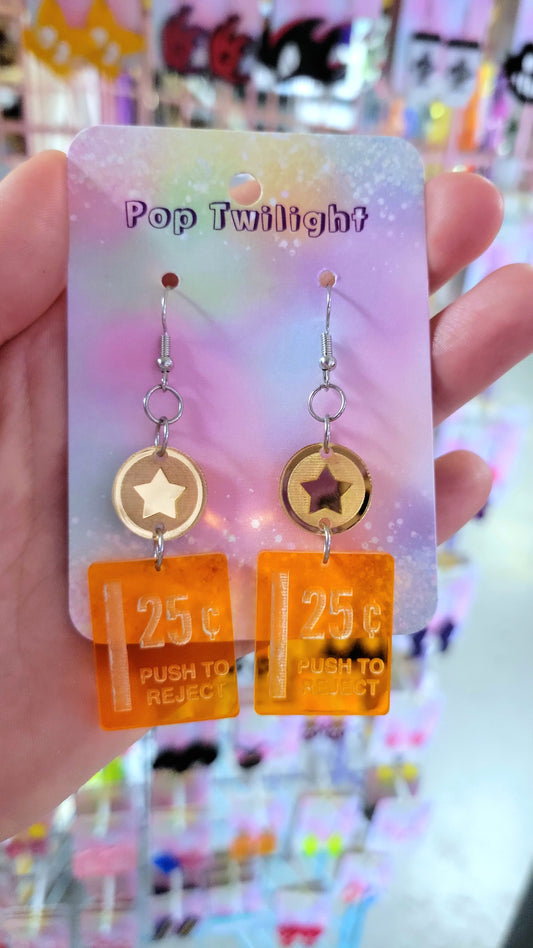 Pop Twilight
25¢
PUSH TO
REJECT
25¢
PUSH TO
REJECT